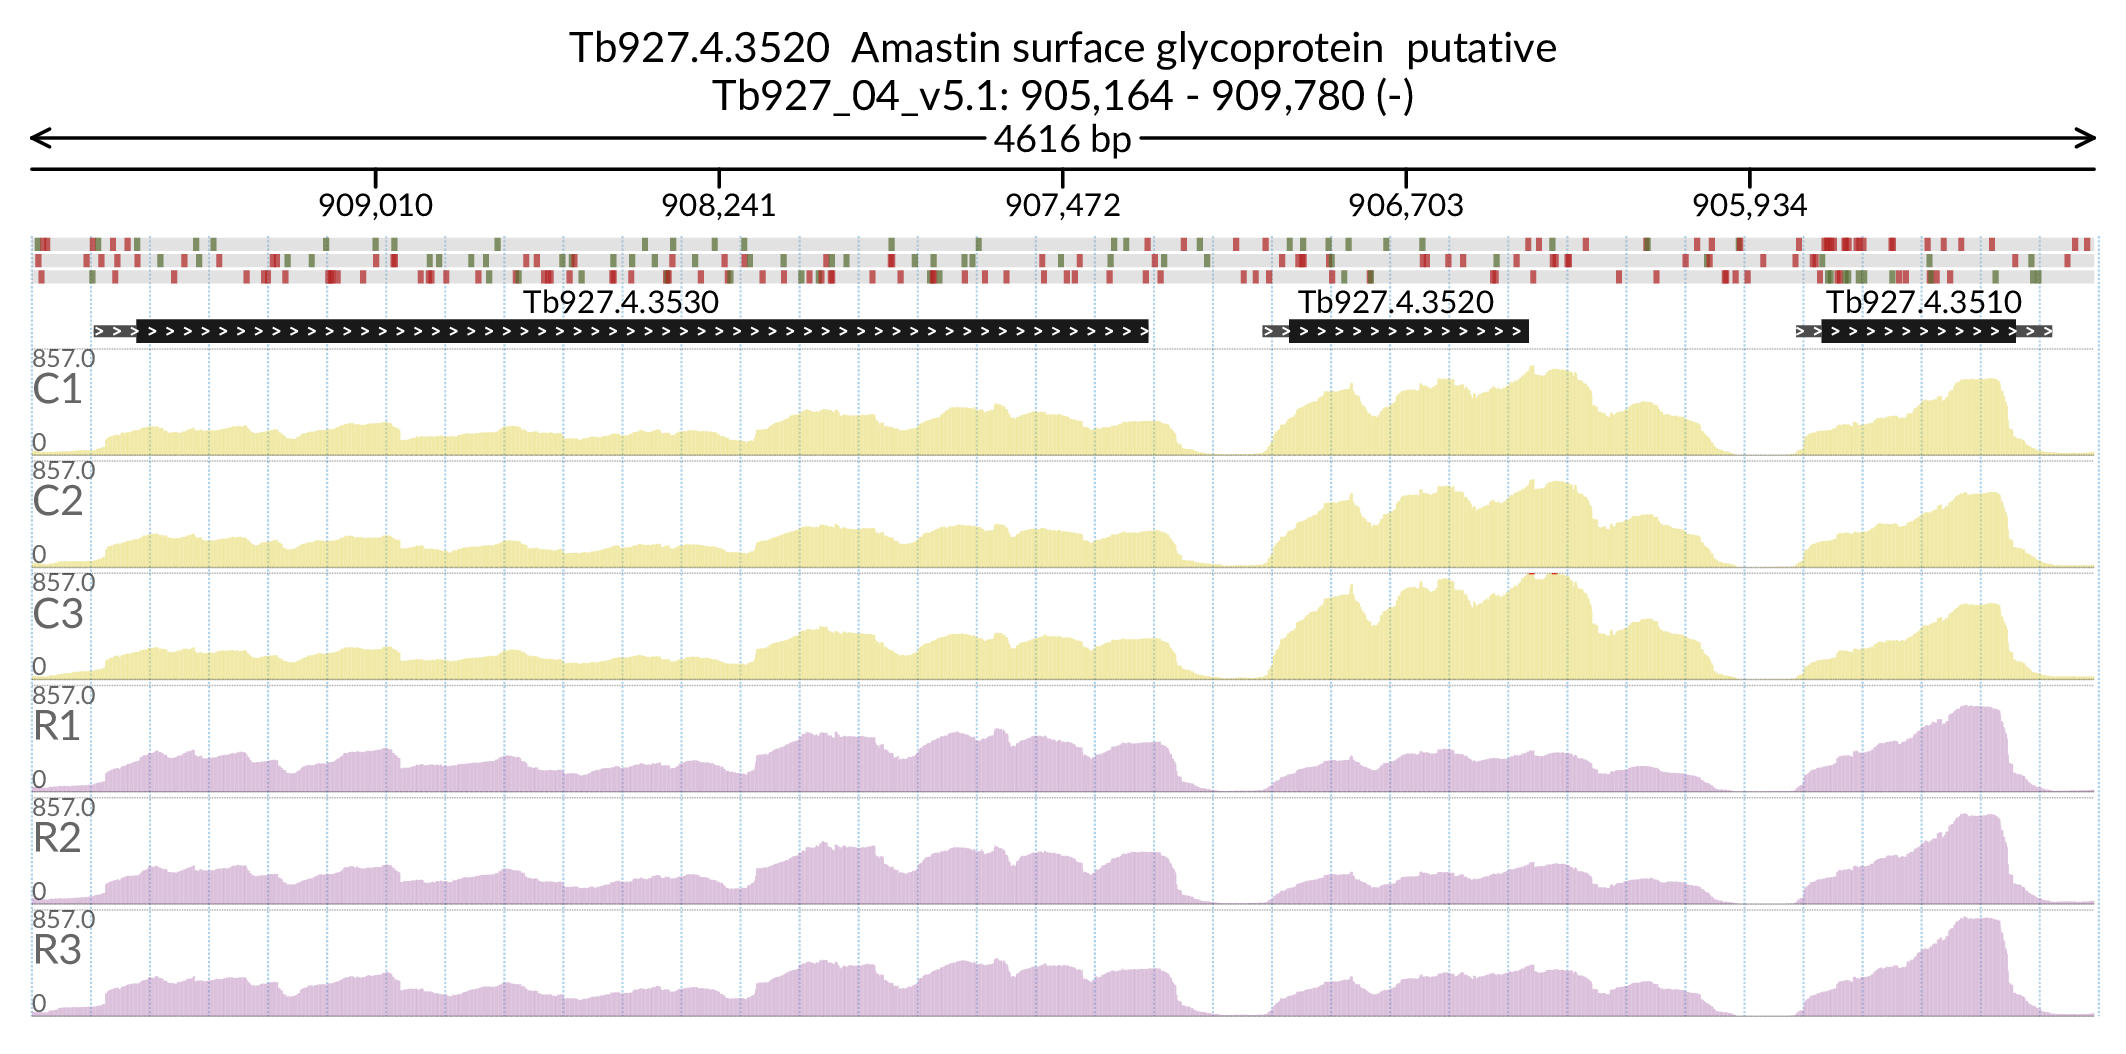 Tb927.4.3520  Amastin surface glycoprotein  putative
Tb927_04_v5.1: 905,164 - 909,780 (-)
4616 bp
909,010 908,241 907,472 906,703 905,934
Tb927.4.3530 Tb927.4.3520 Tb927.4.3510
857.0
C1
0
857.0
C2
0
857.0
C3
0
857.0
R1
0
857.0
R2
0
857.0
R3
0